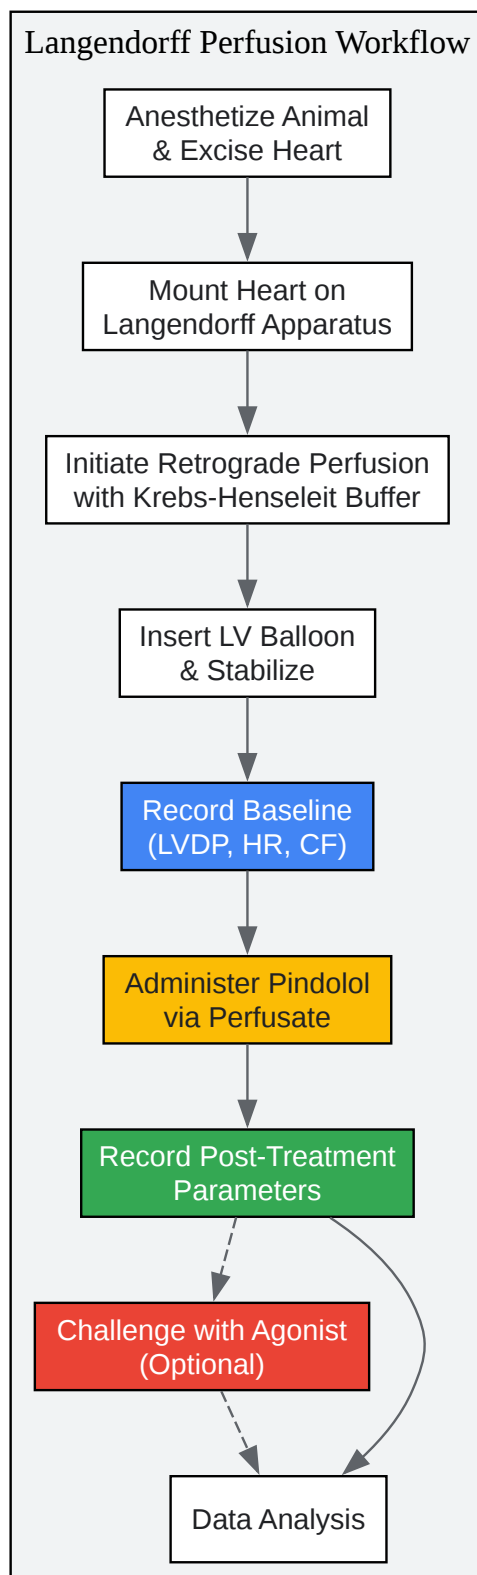 Langendorff Perfusion Workflow
Anesthetize Animal
& Excise Heart
Mount Heart on
Langendorff Apparatus
Initiate Retrograde Perfusion
with Krebs-Henseleit Buffer
Insert LV Balloon
& Stabilize
Record Baseline
(LVDP, HR, CF)
Administer Pindolol
via Perfusate
Record Post-Treatment
Parameters
Challenge with Agonist
(Optional)
Data Analysis